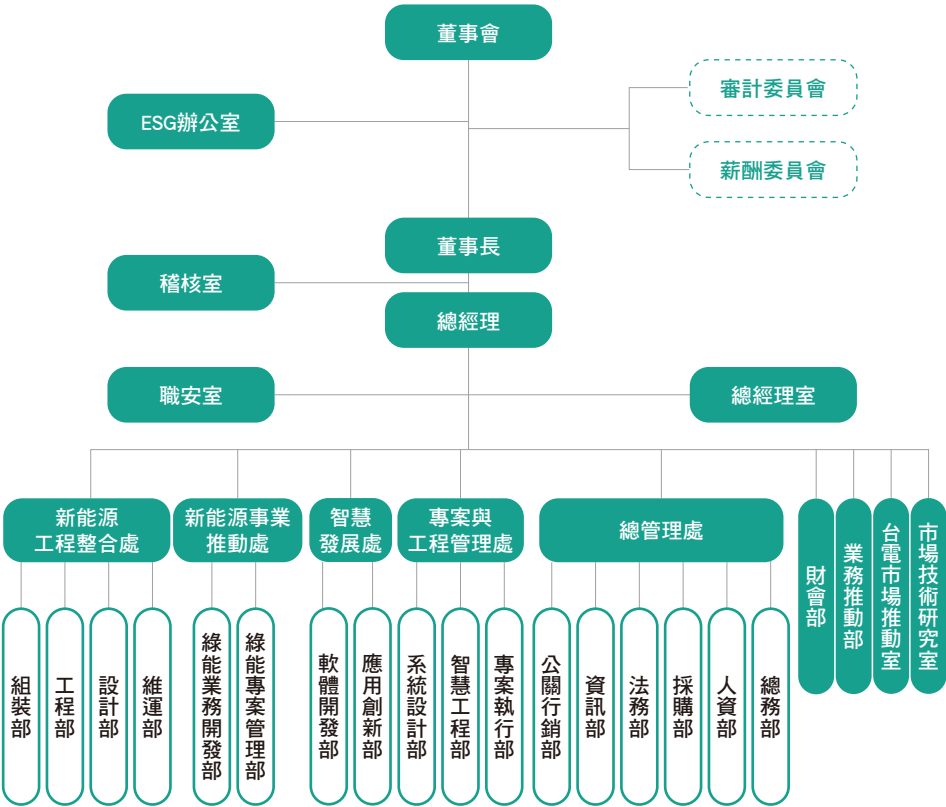 董事會
審計委員會
ESG辦公室
薪酬委員會
董事長
稽核室
總經理
職安室
總經理室
新能源
工程整合處
新能源事業
推動處
智慧
發展處
專案與
工程管理處
總管理處
財會部
業務推動部
台電市場推動室
市場技術研究室
組裝部
工程部
設計部
維運部
綠能業務開發部
綠能專案管理部
軟體開發部
應用創新部
系統設計部
智慧工程部
專案執行部
公關行銷部
資訊部
法務部
採購部
人資部
總務部